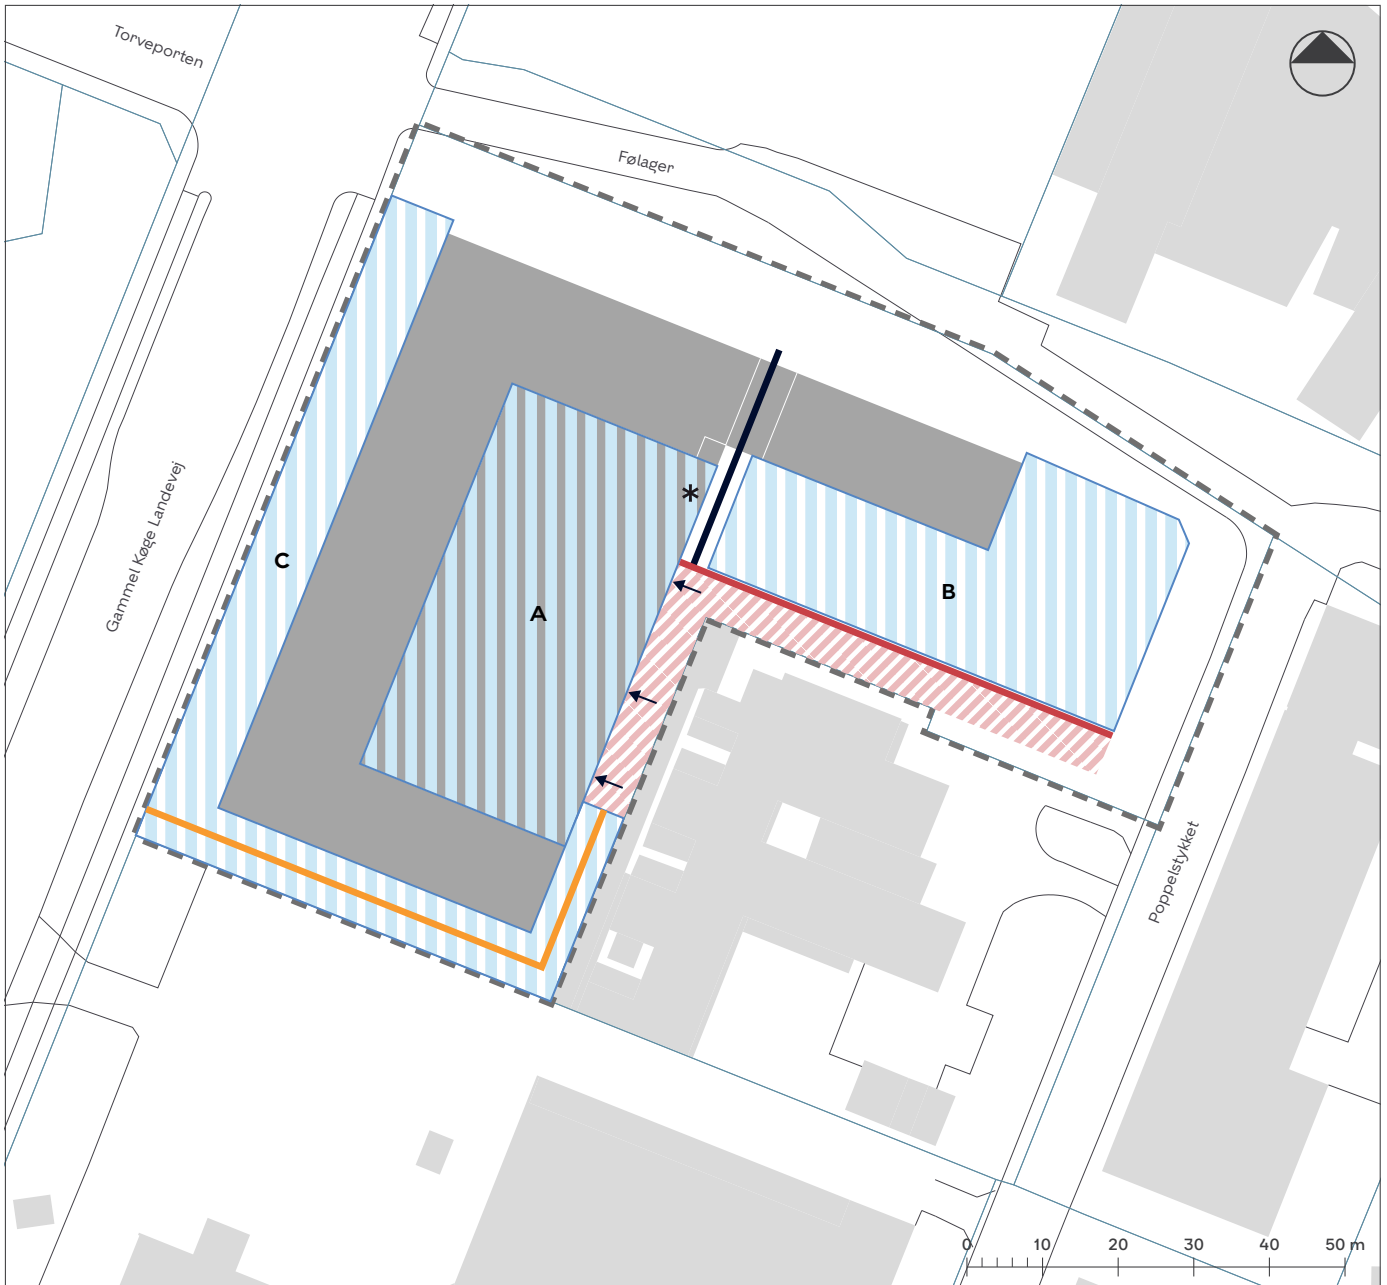 Torveporten
Følager
Gammel Køge Landevej
*
C
A
B
Poppelstykket
0 10 20 30 40 50 m